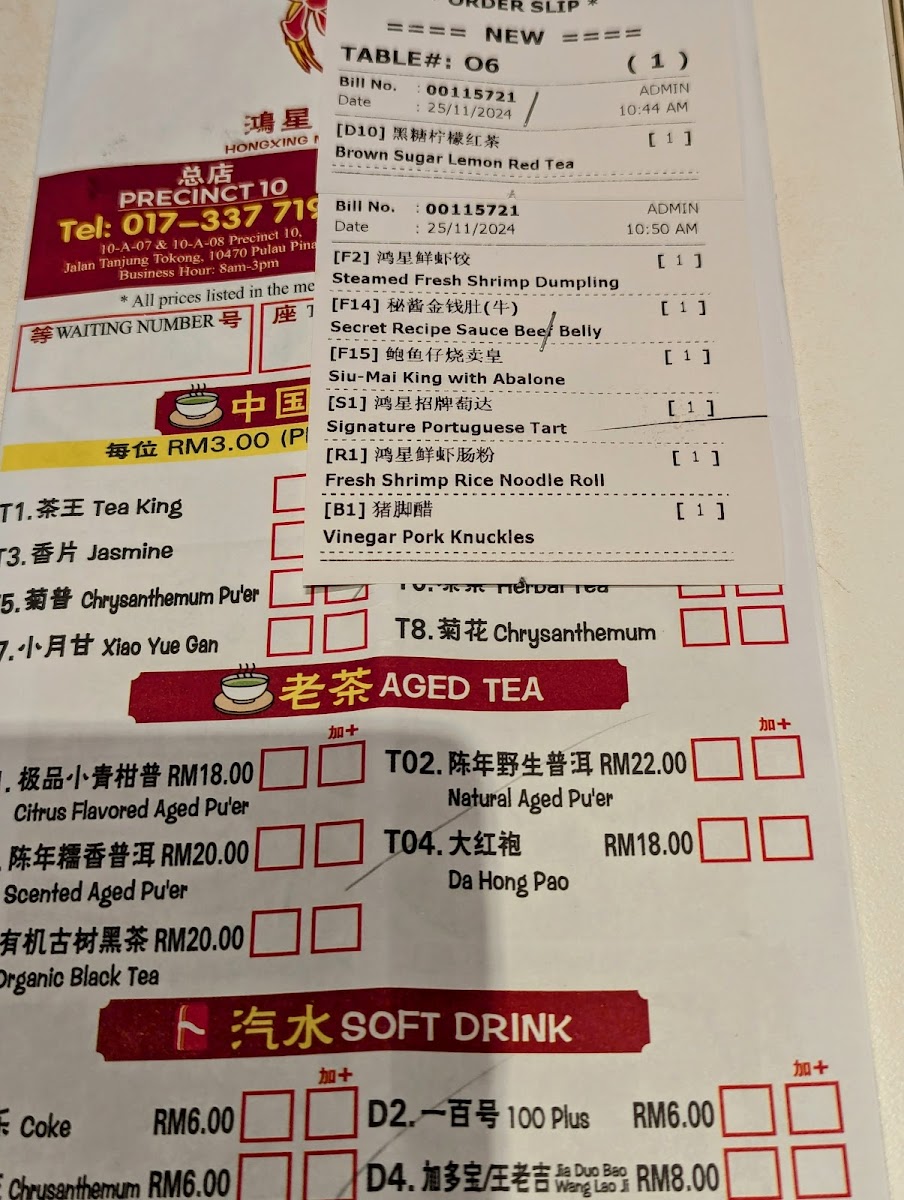 * ORDER SLIP *
==== NEW ====
TABLE#: O6 ( 1 )
Bill No. : 00115721 ADMIN
Date : 25/11/2024 10:44 AM
[D10] 黑糖柠檬红茶 [ 1 ]
Brown Sugar Lemon Red Tea
Bill No. : 00115721 ADMIN
Date : 25/11/2024 10:50 AM
[F2] 鸿星鲜虾饺 [ 1 ]
Steamed Fresh Shrimp Dumpling
[F14] 秘酱金钱肚(牛) [ 1 ]
Secret Recipe Sauce Beef Belly
[F15] 鲍鱼仔烧卖皇 [ 1 ]
Siu-Mai King with Abalone
[S1] 鸿星招牌葡达 [ 1 ]
Signature Portuguese Tart
[R1] 鸿星鲜虾肠粉 [ 1 ]
Fresh Shrimp Rice Noodle Roll
[B1] 猪脚醋 [ 1 ]
Vinegar Pork Knuckles
鴻星
HONGXING
总店
PRECINCT 10
Tel: 017-337 719
10-A-07 & 10-A-08 Precinct 10,
Jalan Tanjung Tokong, 10470 Pulau Pina
Business Hour: 8am-3pm
* All prices listed in the me
等 WAITING NUMBER 号
座 T
中国
每位 RM3.00 (P
T1. 茶王 Tea King
T3. 香片 Jasmine
5. 菊普 Chrysanthemum Pu'er
Herbal Tea
7. 小月甘 Xiao Yue Gan
T8. 菊花 Chrysanthemum
老茶 AGED TEA
加+ 加+
. 极品小青柑普 RM18.00
Citrus Flavored Aged Pu'er
T02. 陈年野生普洱 RM22.00
Natural Aged Pu'er
. 陈年糯香普洱 RM20.00
Scented Aged Pu'er
T04. 大红袍 RM18.00
Da Hong Pao
有机古树黑茶 RM20.00
Organic Black Tea
汽水 SOFT DRINK
加+ 加+
乐 Coke RM6.00
D2. 一百号 100 Plus RM6.00
Chrysanthemum RM6.00
D4. 加多宝/王老吉 Jia Duo Bao Wang Lao Ji RM8.00